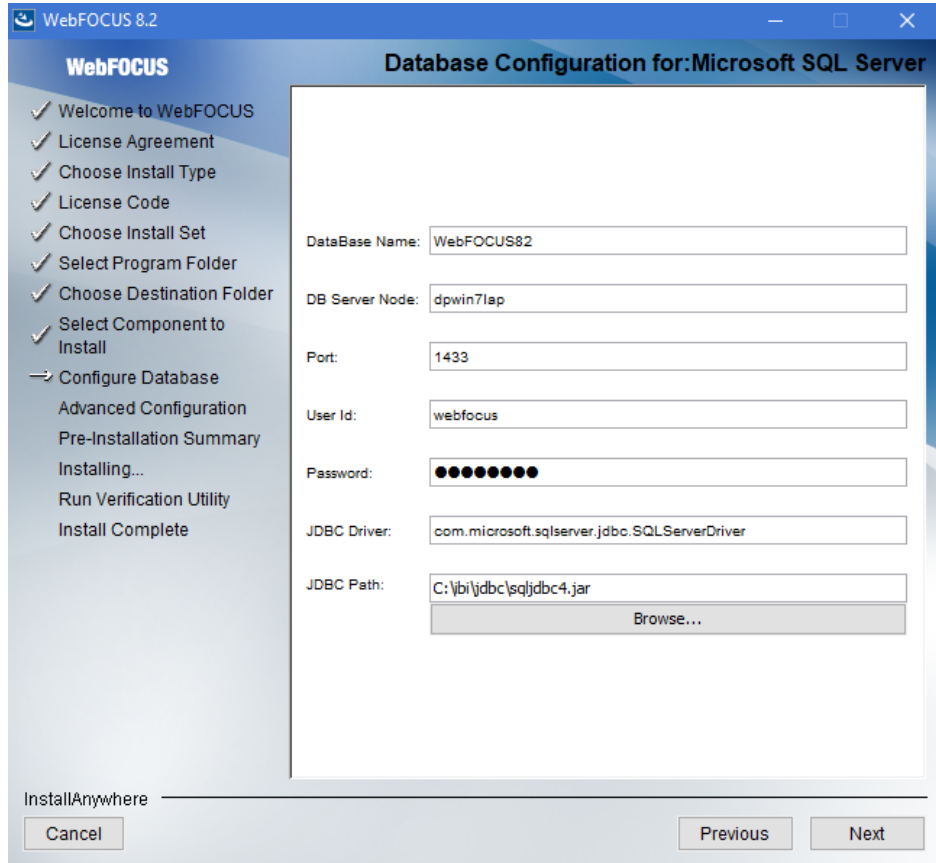 WebFOCUS 8.2
WebFOCUS
Database Configuration for:Microsoft SQL Server
Welcome to WebFOCUS
License Agreement
Choose Install Type
License Code
Choose Install Set
Select Program Folder
Choose Destination Folder
Select Component to
Install
Configure Database
Advanced Configuration
Pre-Installation Summary
Installing...
Run Verification Utility
Install Complete
DataBase Name: WebFOCUS82
DB Server Node: dpwin7lap
Port: 1433
User Id: webfocus
Password: ●●●●●●●●
JDBC Driver: com.microsoft.sqlserver.jdbc.SQLServerDriver
JDBC Path: C:\ibi\jdbc\sqljdbc4.jar
Browse...
InstallAnywhere
Cancel Previous Next